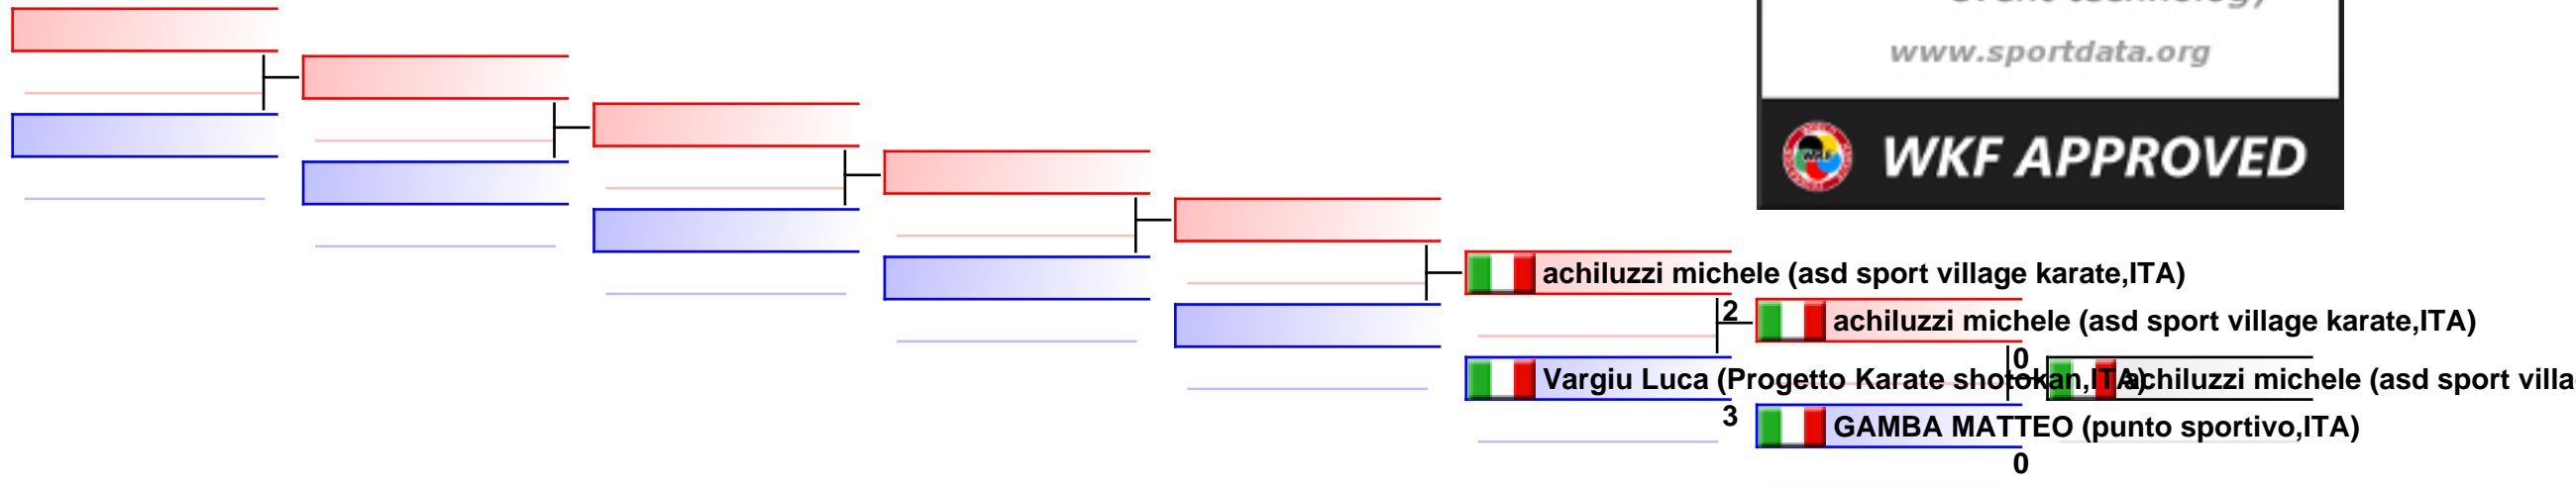 event technology
www.sportdata.org
WKF APPROVED
achiluzzi michele (asd sport village karate,ITA)
2
achiluzzi michele (asd sport village karate,ITA)
0
Vargiu Luca (Progetto Karate shotokan,ITA)
achiluzzi michele (asd sport villa
3
GAMBA MATTEO (punto sportivo,ITA)
0